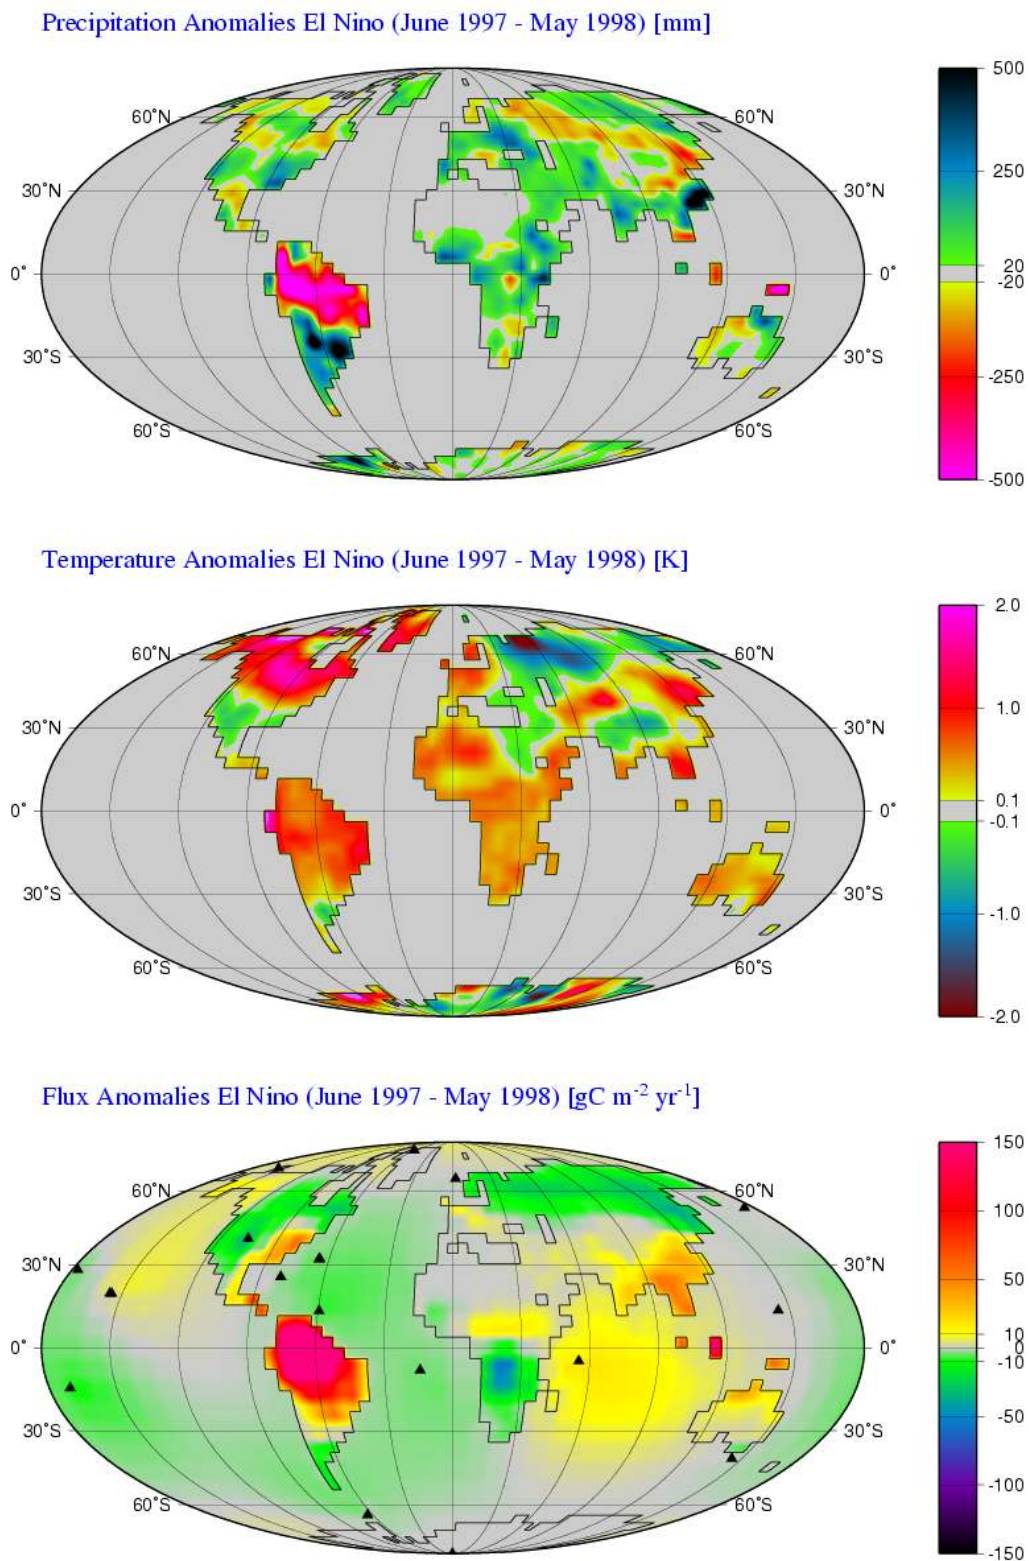 Precipitation Anomalies El Nino (June 1997 - May 1998) [mm]
500
60˚N 60˚N
250
30˚N 30˚N
20
0˚ 0˚
-20
30˚S 30˚S
-250
60˚S 60˚S
-500
Temperature Anomalies El Nino (June 1997 - May 1998) [K]
2.0
60˚N 60˚N
1.0
30˚N 30˚N
0.1
0˚ 0˚
-0.1
30˚S 30˚S
-1.0
60˚S 60˚S
-2.0
Flux Anomalies El Nino (June 1997 - May 1998) [gC m-2 yr-1]
150
60˚N 60˚N
100
30˚N 30˚N
50
10
0˚ 0˚
0
-10
30˚S 30˚S
-50
-100
60˚S 60˚S
-150